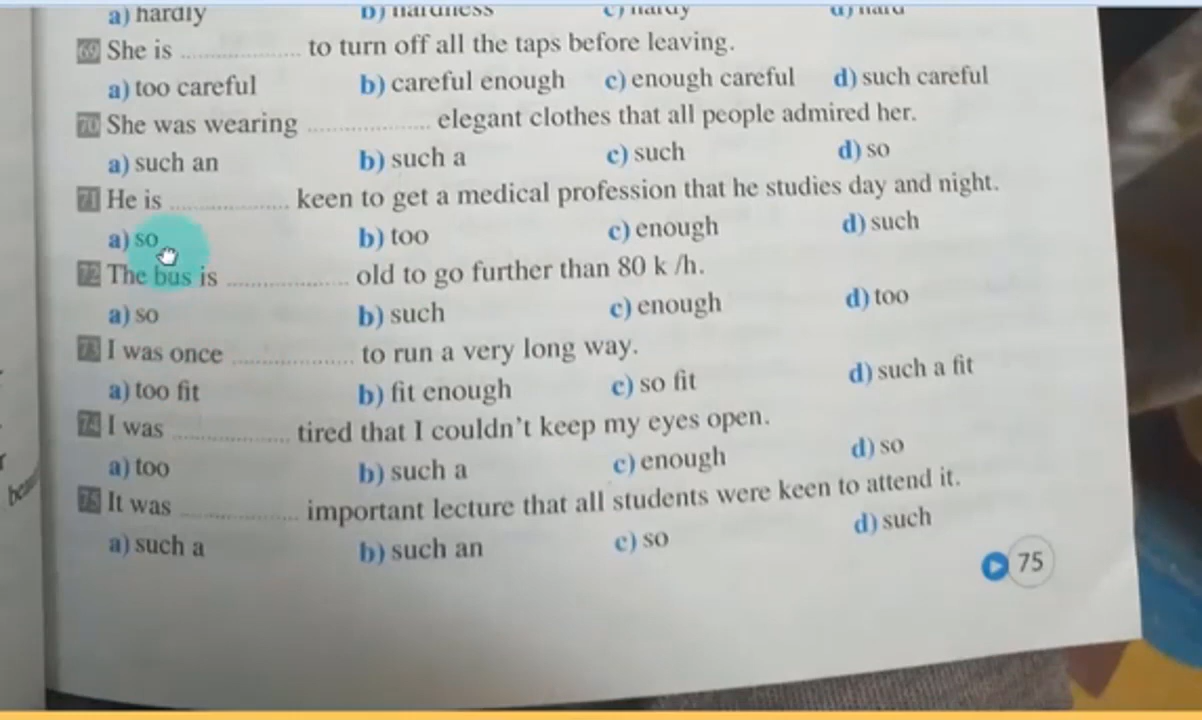 a) hardly b) hardness c) hardy d) hard
69 She is .................... to turn off all the taps before leaving.
a) too careful b) careful enough c) enough careful d) such careful
70 She was wearing .................... elegant clothes that all people admired her.
a) such an b) such a c) such d) so
71 He is .................... keen to get a medical profession that he studies day and night.
a) so b) too c) enough d) such
72 The bus is .................... old to go further than 80 k /h.
a) so b) such c) enough d) too
73 I was once .................... to run a very long way.
a) too fit b) fit enough c) so fit d) such a fit
74 I was .................... tired that I couldn't keep my eyes open.
a) too b) such a c) enough d) so
75 It was .................... important lecture that all students were keen to attend it.
a) such a b) such an c) so d) such
75